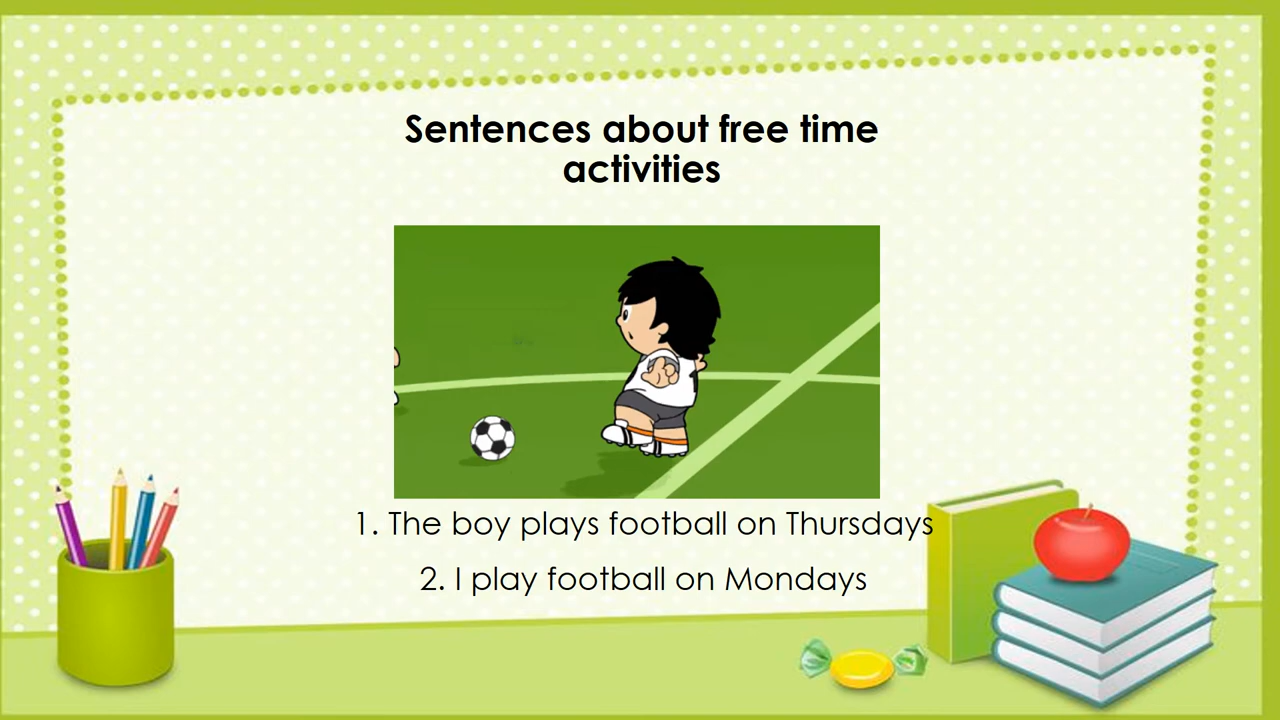 Sentences about free time
activities
1. The boy plays football on Thursdays
2. I play football on Mondays